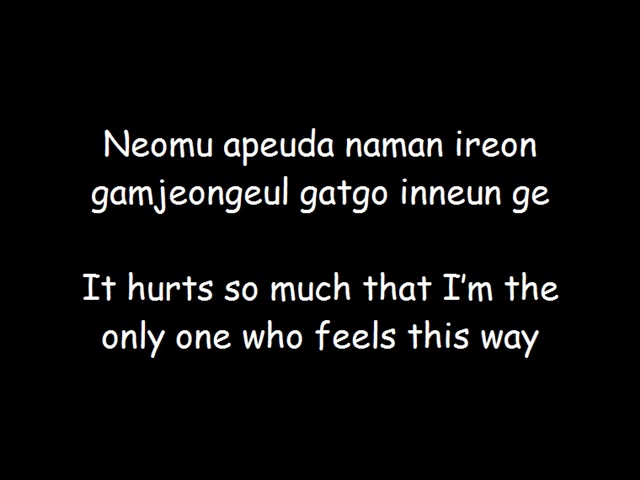 Neomu apeuda naman ireon
gamjeongeul gatgo inneun ge
It hurts so much that I’m the
only one who feels this way